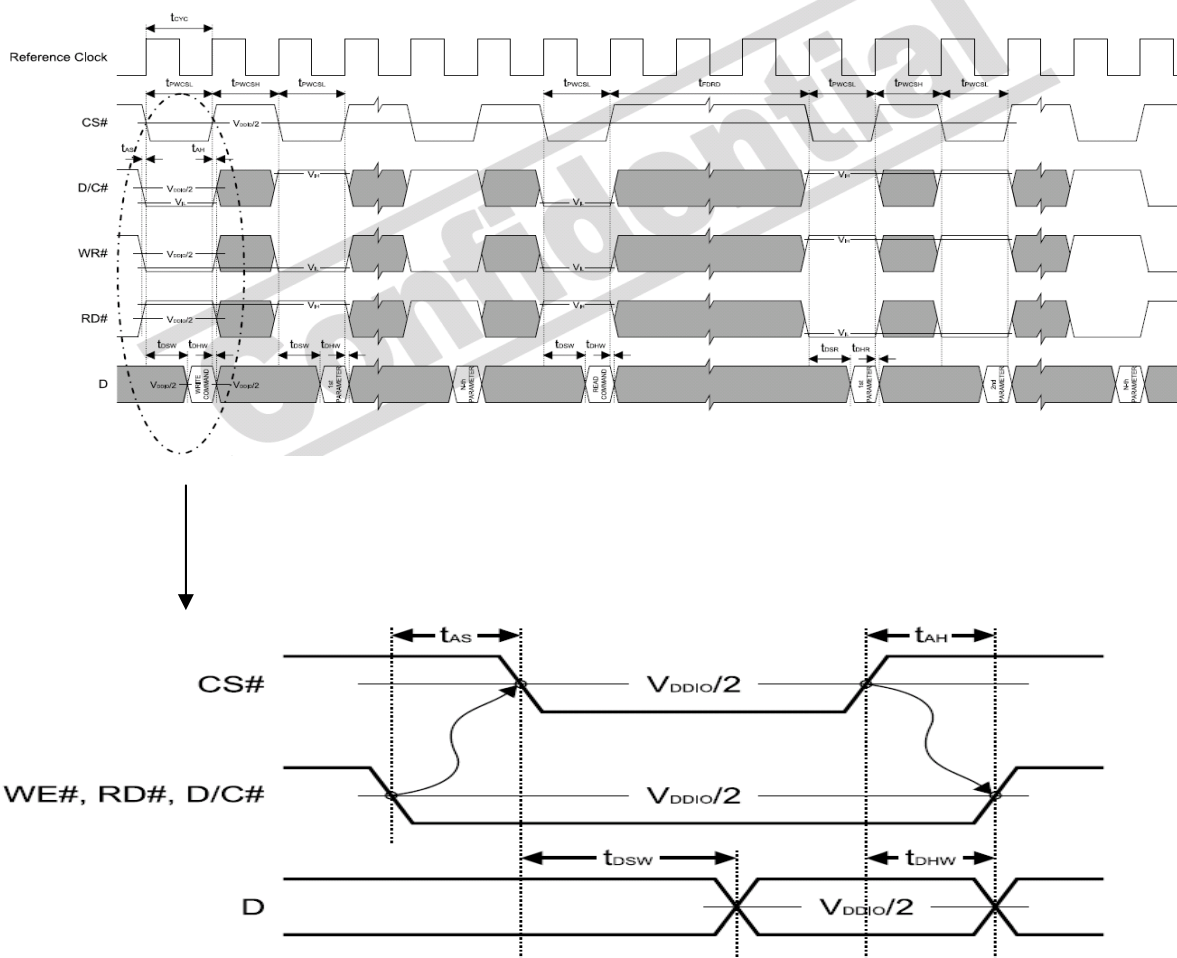 tCYC
Reference Clock
tPWCSL tPWCSH tPWCSL tPWCSL tFDRD tPWCSL tPWCSH tPWCSL
CS# VDDIO/2
tAS tAH
D/C# VDDIO/2 VIL VIH VIL VIH
WR# VDDIO/2 VIL VIL VIH
RD# VDDIO/2 VIH VIH VIL
tDSW tDHW tDSW tDHW tDSW tDHW tDSR tDHR
D VDDIO/2 WRITE COMMAND VDDIO/2 1st PARAMETER N-th PARAMETER READ COMMAND 1st PARAMETER 2nd PARAMETER N-th PARAMETER
Confidential
tAS tAH
CS# VDDIO/2
WE#, RD#, D/C# VDDIO/2
tDSW tDHW
D VDDIO/2